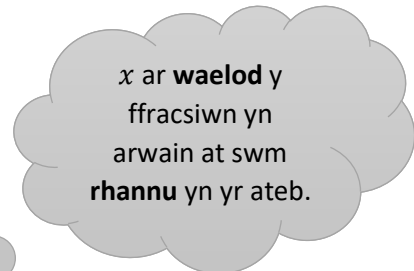 x ar waelod y
ffracsiwn yn
arwain at swm
rhannu yn yr ateb.